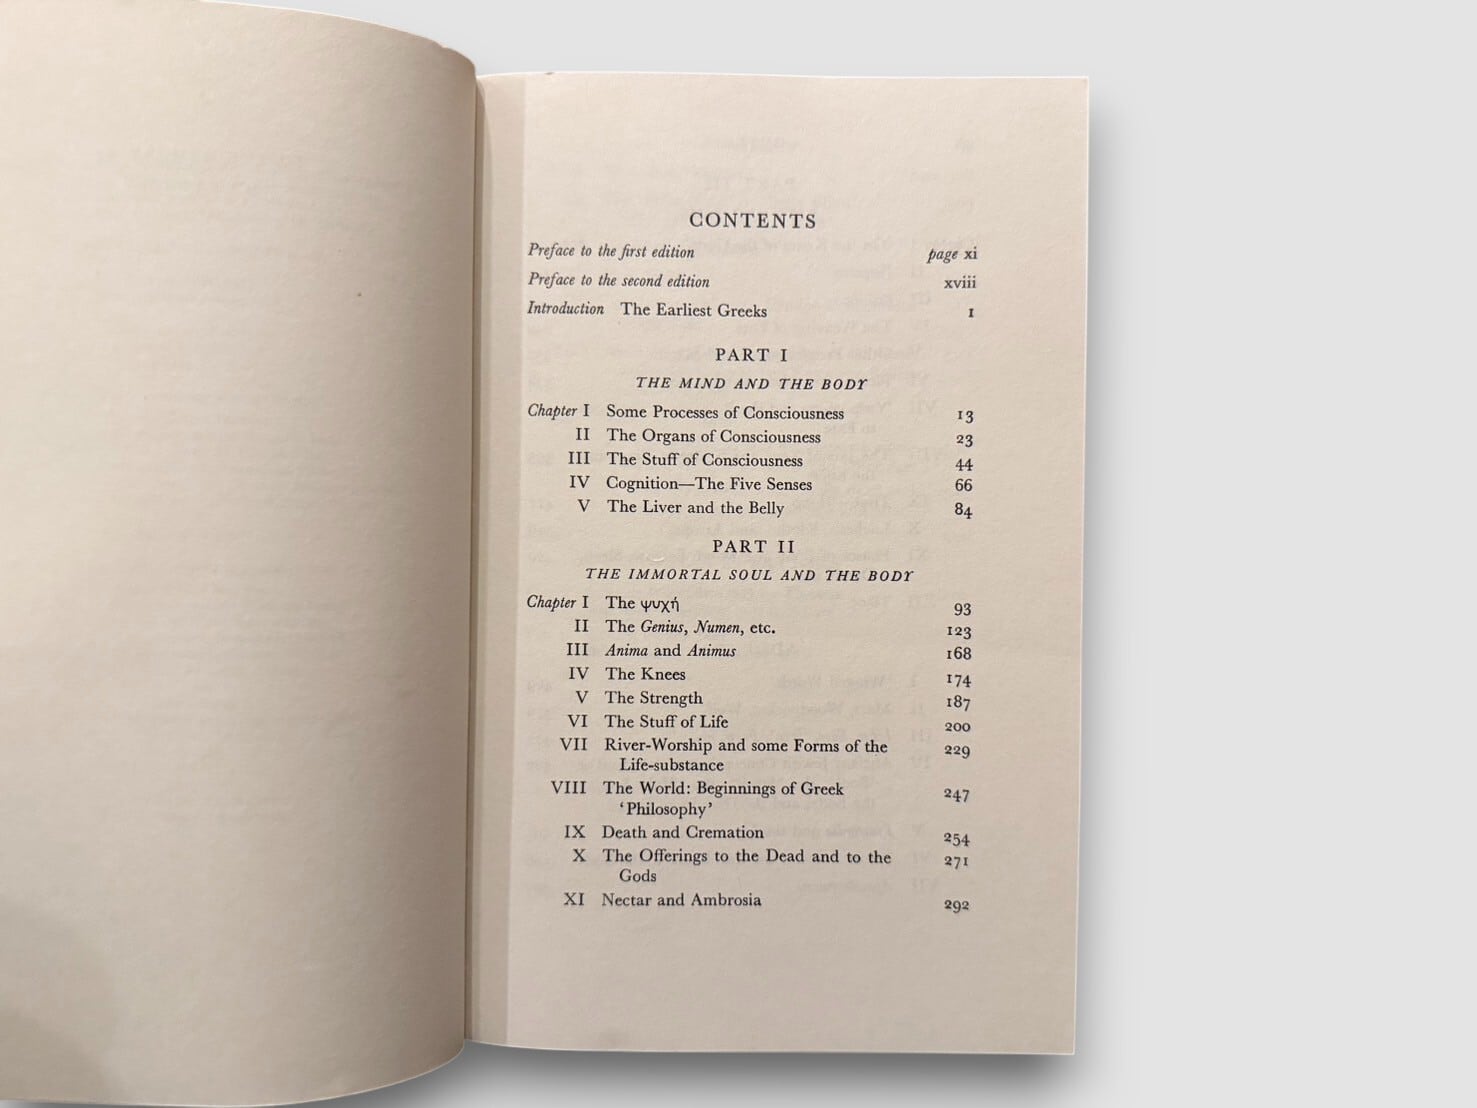 CONTENTS
Preface to the first edition page xi
Preface to the second edition xviii
Introduction The Earliest Greeks 1
PART I
THE MIND AND THE BODY
Chapter I Some Processes of Consciousness 13
II The Organs of Consciousness 23
III The Stuff of Consciousness 44
IV Cognition—The Five Senses 66
V The Liver and the Belly 84
PART II
THE IMMORTAL SOUL AND THE BODY
Chapter I The ψυχή 93
II The Genius, Numen, etc. 123
III Anima and Animus 168
IV The Knees 174
V The Strength 187
VI The Stuff of Life 200
VII River-Worship and some Forms of the
Life-substance 229
VIII The World: Beginnings of Greek
‘Philosophy’ 247
IX Death and Cremation 254
X The Offerings to the Dead and to the
Gods 271
XI Nectar and Ambrosia 292